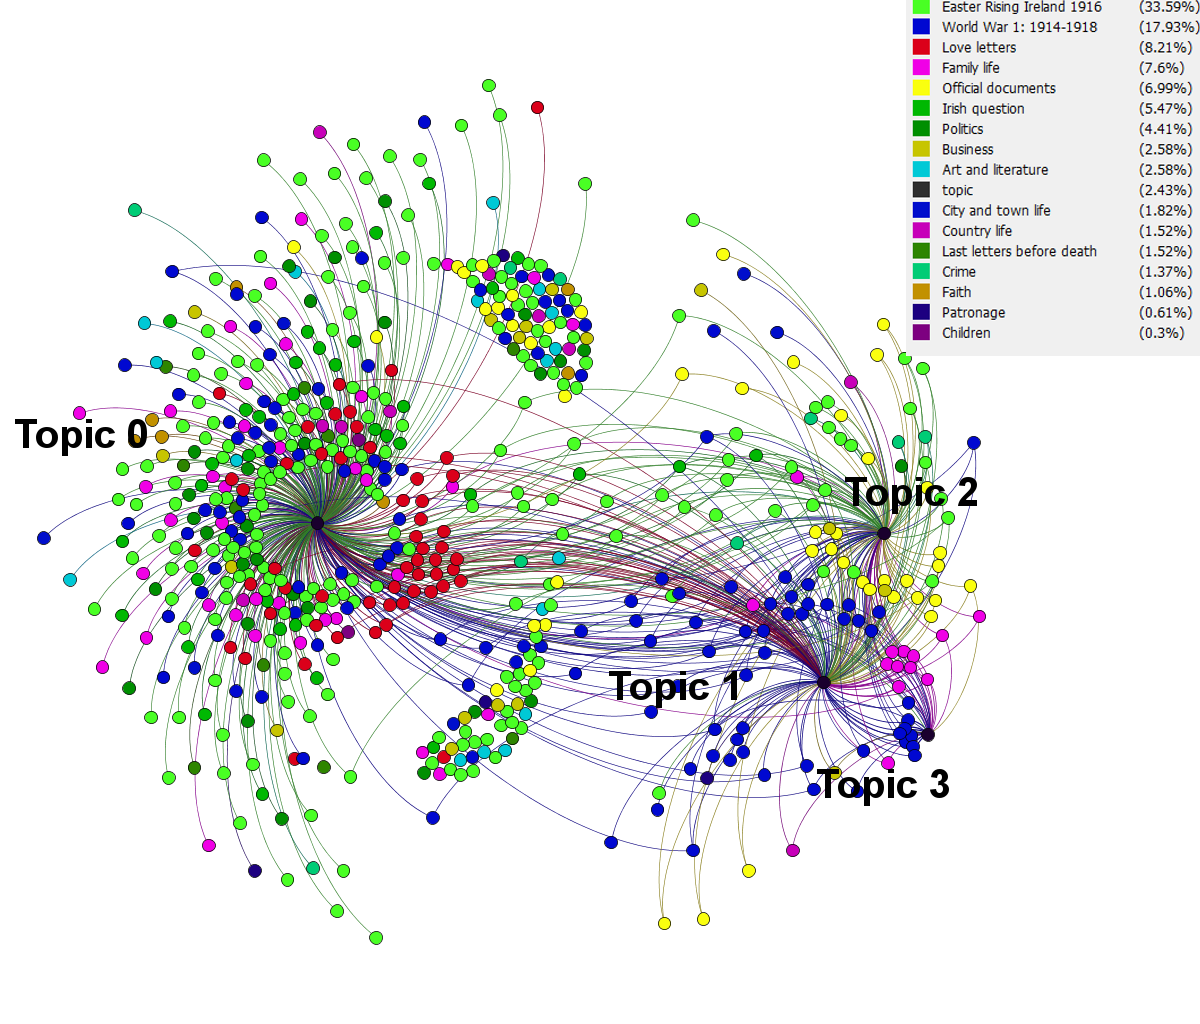 Easter Rising Ireland 1916 (33.59%)
World War 1: 1914-1918 (17.93%)
Love letters (8.21%)
Family life (7.6%)
Official documents (6.99%)
Irish question (5.47%)
Politics (4.41%)
Business (2.58%)
Art and literature (2.58%)
topic (2.43%)
City and town life (1.82%)
Country life (1.52%)
Last letters before death (1.52%)
Crime (1.37%)
Faith (1.06%)
Patronage (0.61%)
Children (0.3%)
Topic 0
Topic 2
Topic 1
Topic 3